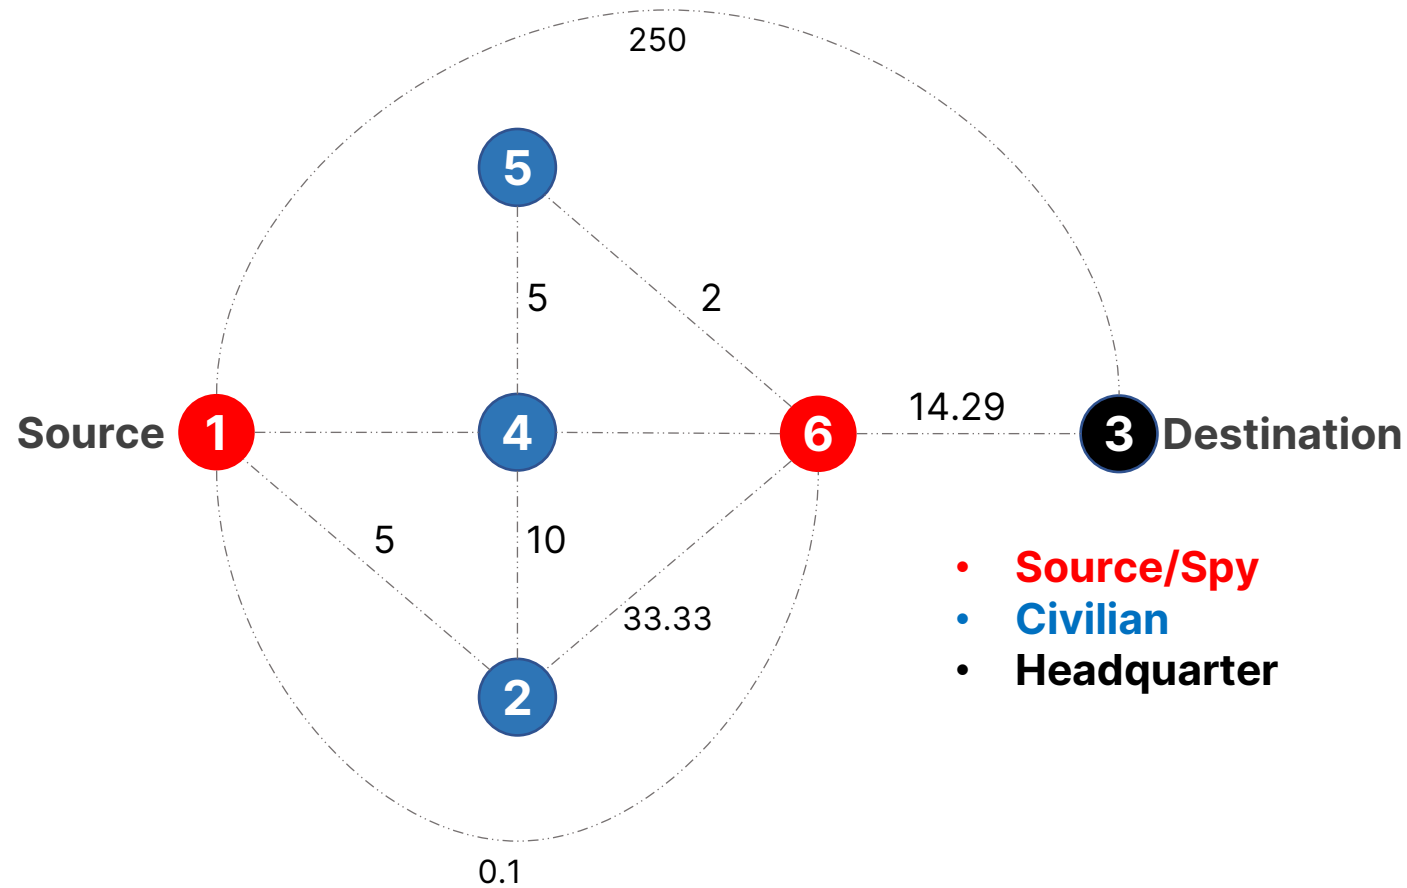 250
5
5
2
14.29
Source
1
4
6
3
Destination
5
10
33.33
2
0.1
• Source/Spy
• Civilian
• Headquarter